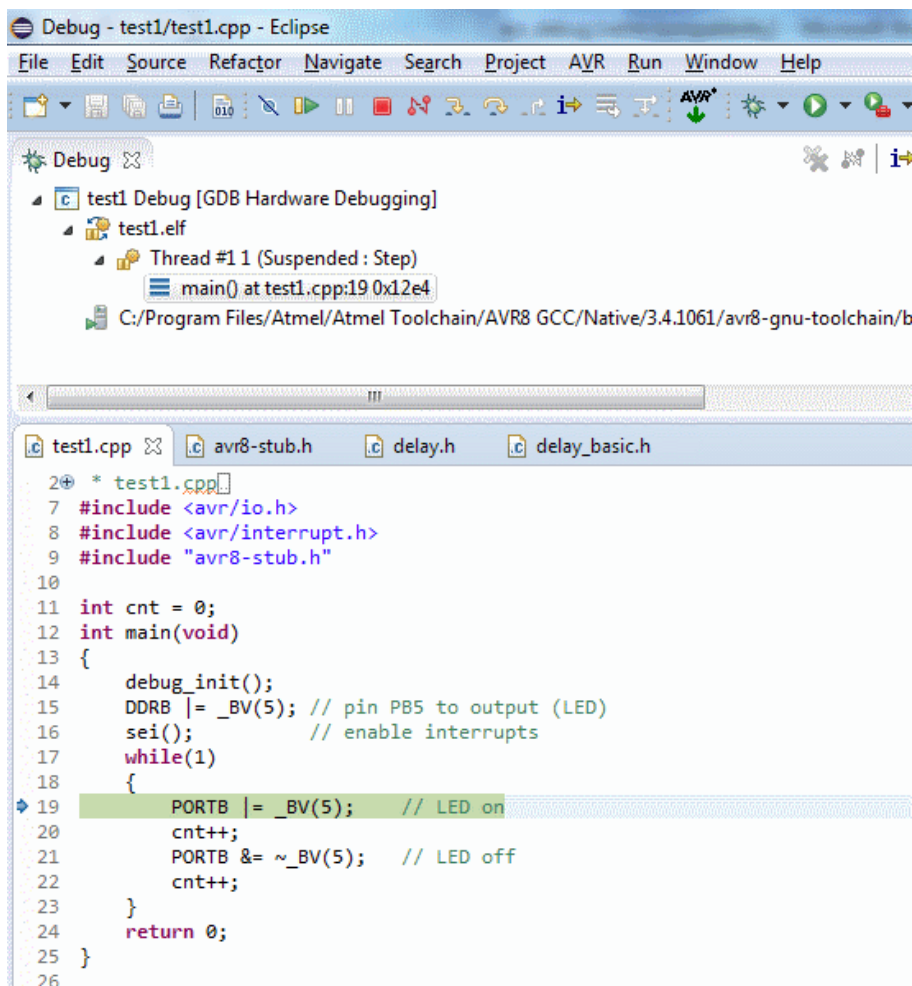 Debug - test1/test1.cpp - Eclipse
File Edit Source Refactor Navigate Search Project AVR Run Window Help
010 i AVR
Debug
i
test1 Debug [GDB Hardware Debugging]
test1.elf
Thread #1 1 (Suspended : Step)
main() at test1.cpp:19 0x12e4
C:/Program Files/Atmel/Atmel Toolchain/AVR8 GCC/Native/3.4.1061/avr8-gnu-toolchain/b
test1.cpp avr8-stub.h delay.h delay_basic.h
2 * test1.cpp
7 #include <avr/io.h>
8 #include <avr/interrupt.h>
9 #include "avr8-stub.h"
10
11 int cnt = 0;
12 int main(void)
13 {
14 debug_init();
15 DDRB |= _BV(5); // pin PB5 to output (LED)
16 sei(); // enable interrupts
17 while(1)
18 {
19 PORTB |= _BV(5); // LED on
20 cnt++;
21 PORTB &= ~_BV(5); // LED off
22 cnt++;
23 }
24 return 0;
25 }
26